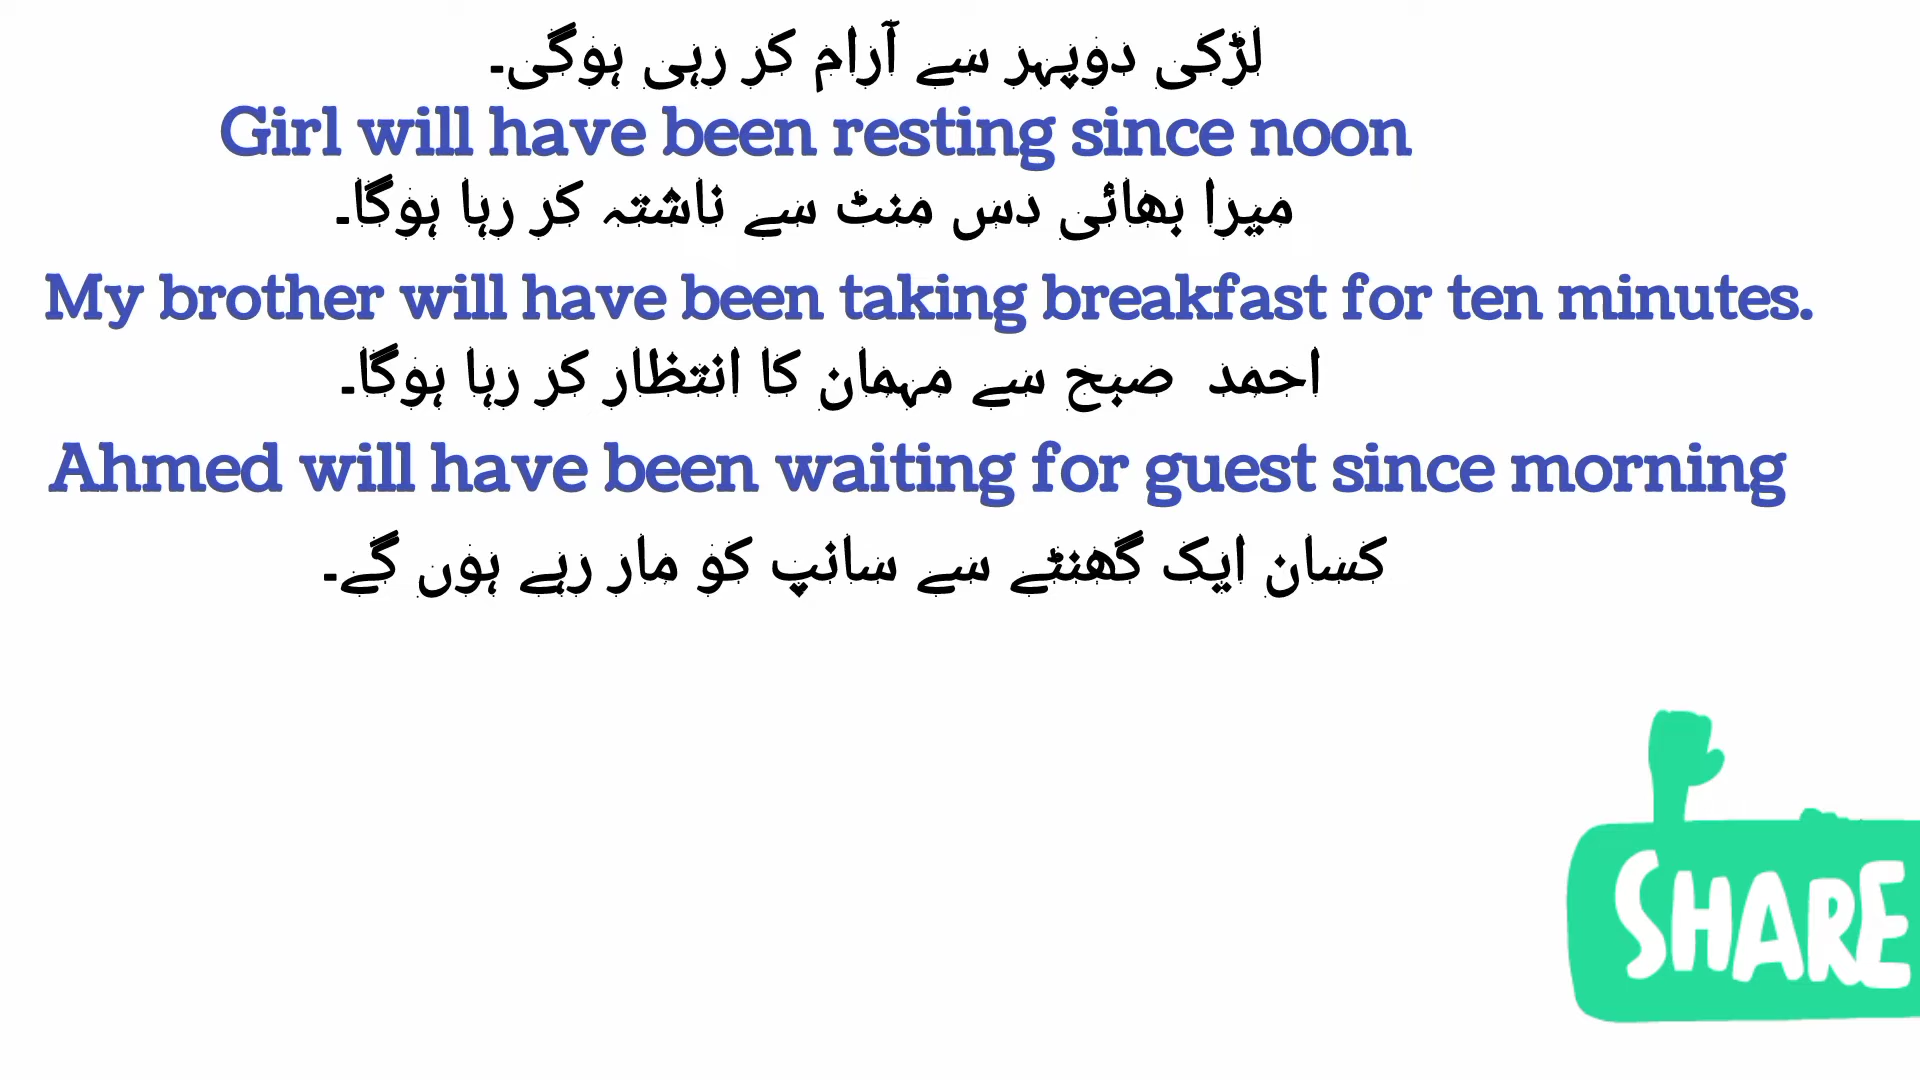 لڑکی دوپہر سے آرام کر رہی ہوگی۔
Girl will have been resting since noon
میرا بھائی دس منٹ سے ناشتہ کر رہا ہوگا۔
My brother will have been taking breakfast for ten minutes.
احمد صبح سے مہمان کا انتظار کر رہا ہوگا۔
Ahmed will have been waiting for guest since morning
کسان ایک گھنٹے سے سانپ کو مار رہے ہوں گے۔
SHARE